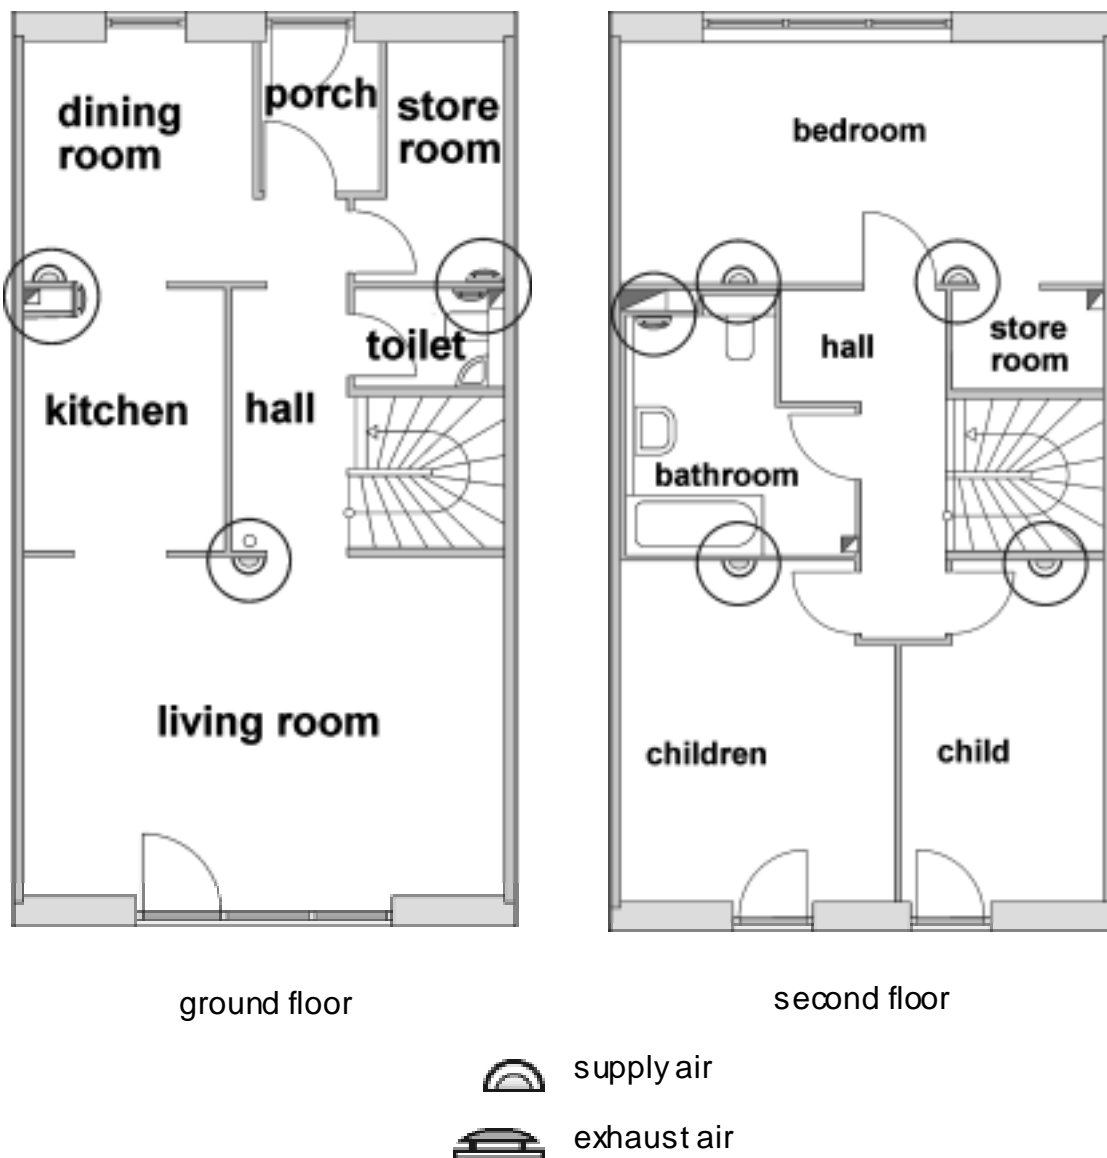 dining
room
porch
store
room
toilet
kitchen
hall
living room
ground floor
bedroom
hall
store
room
bathroom
children
child
second floor
supply air
exhaust air